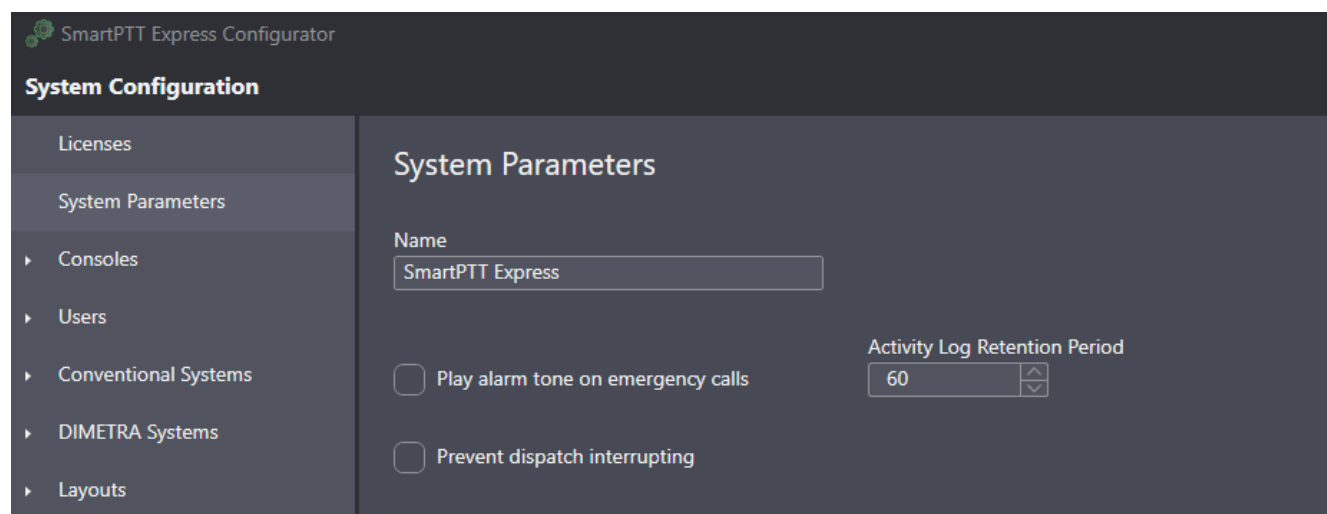 SmartPTT Express Configurator
System Configuration
Licenses
System Parameters
Consoles
Users
Conventional Systems
DIMETRA Systems
Layouts
System Parameters
Name
SmartPTT Express
Play alarm tone on emergency calls
Activity Log Retention Period
60
Prevent dispatch interrupting